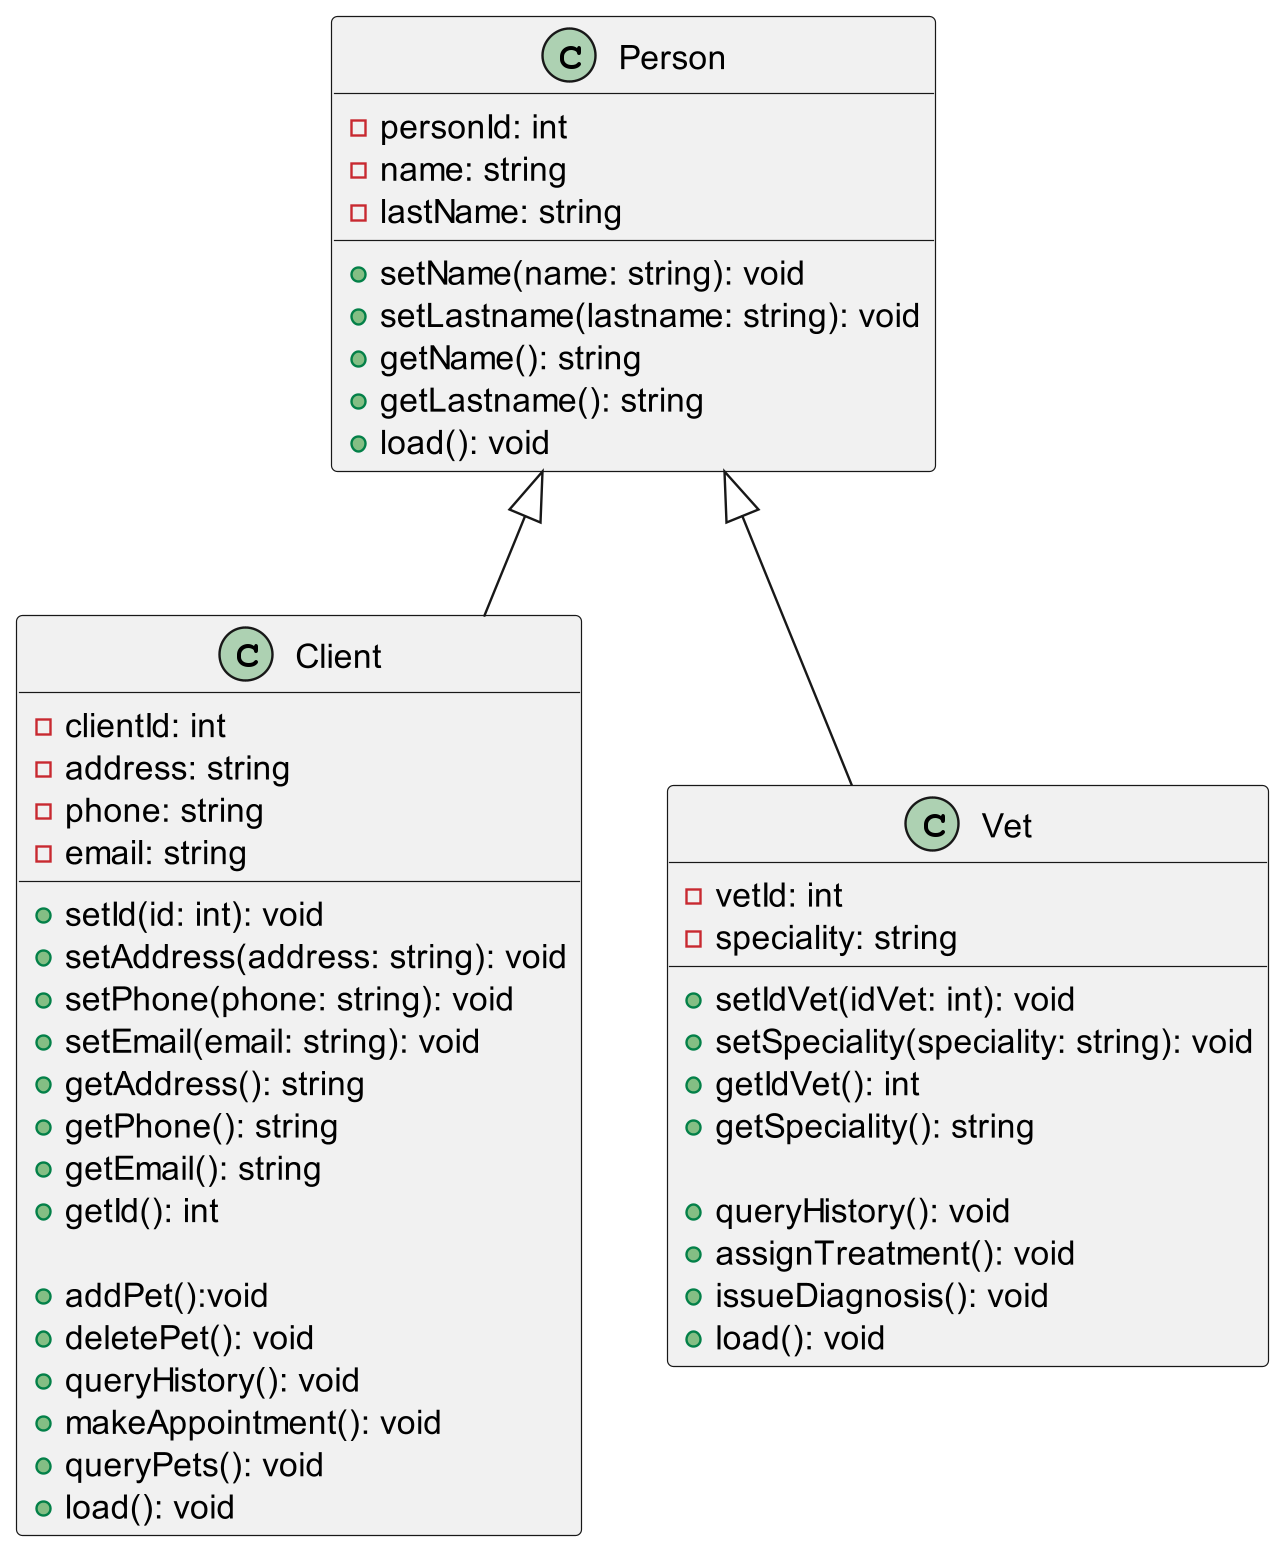 C Person
personId: int
name: string
lastName: string
setName(name: string): void
setLastname(lastname: string): void
getName(): string
getLastname(): string
load(): void
C Client
clientId: int
address: string
phone: string
email: string
setId(id: int): void
setAddress(address: string): void
setPhone(phone: string): void
setEmail(email: string): void
getAddress(): string
getPhone(): string
getEmail(): string
getId(): int
addPet():void
deletePet(): void
queryHistory(): void
makeAppointment(): void
queryPets(): void
load(): void
C Vet
vetId: int
speciality: string
setIdVet(idVet: int): void
setSpeciality(speciality: string): void
getIdVet(): int
getSpeciality(): string
queryHistory(): void
assignTreatment(): void
issueDiagnosis(): void
load(): void